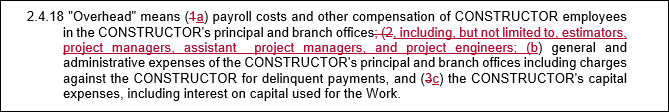 2.4.18 "Overhead" means (1a) payroll costs and other compensation of CONSTRUCTOR employees
in the CONSTRUCTOR's principal and branch offices; (2, including, but not limited to, estimators,
project managers, assistant project managers, and project engineers; (b) general and
administrative expenses of the CONSTRUCTOR's principal and branch offices including charges
against the CONSTRUCTOR for delinquent payments, and (3c) the CONSTRUCTOR's capital
expenses, including interest on capital used for the Work.